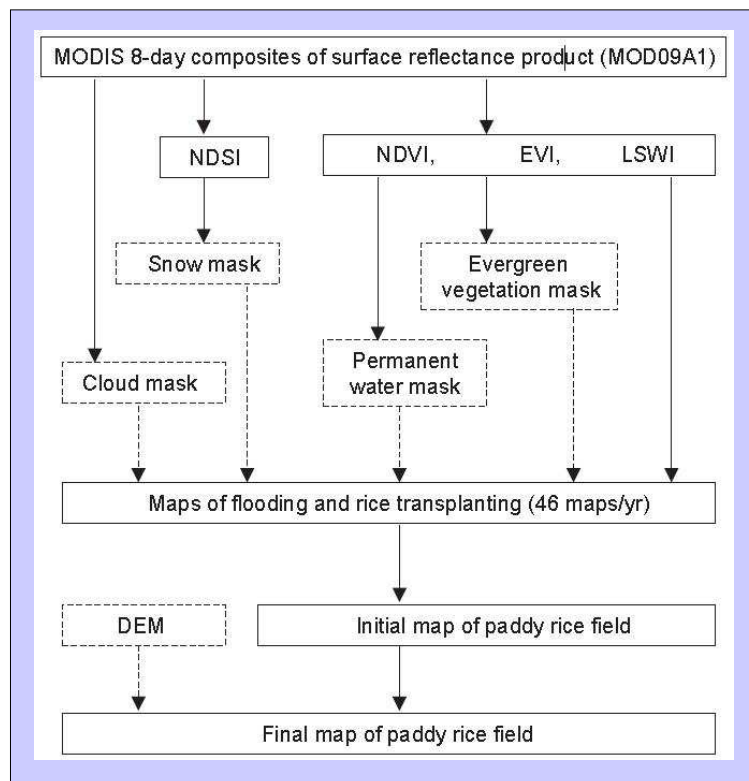 MODIS 8-day composites of surface reflectance product (MOD09A1)
NDSI
NDVI, EVI, LSWI
Snow mask
Evergreen
vegetation mask
Permanent
water mask
Cloud mask
Maps of flooding and rice transplanting (46 maps/yr)
DEM
Initial map of paddy rice field
Final map of paddy rice field